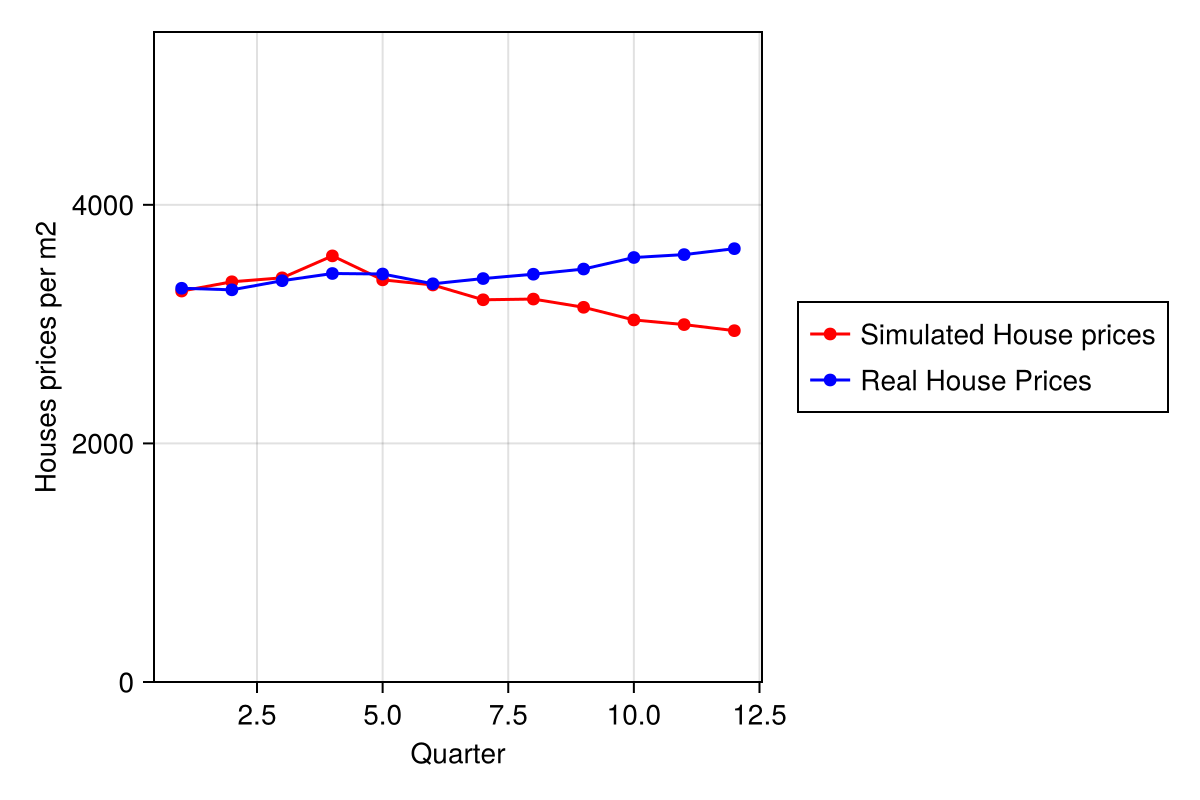 Houses prices per m2
4000
2000
0
2.5 5.0 7.5 10.0 12.5
Quarter
Simulated House prices
Real House Prices